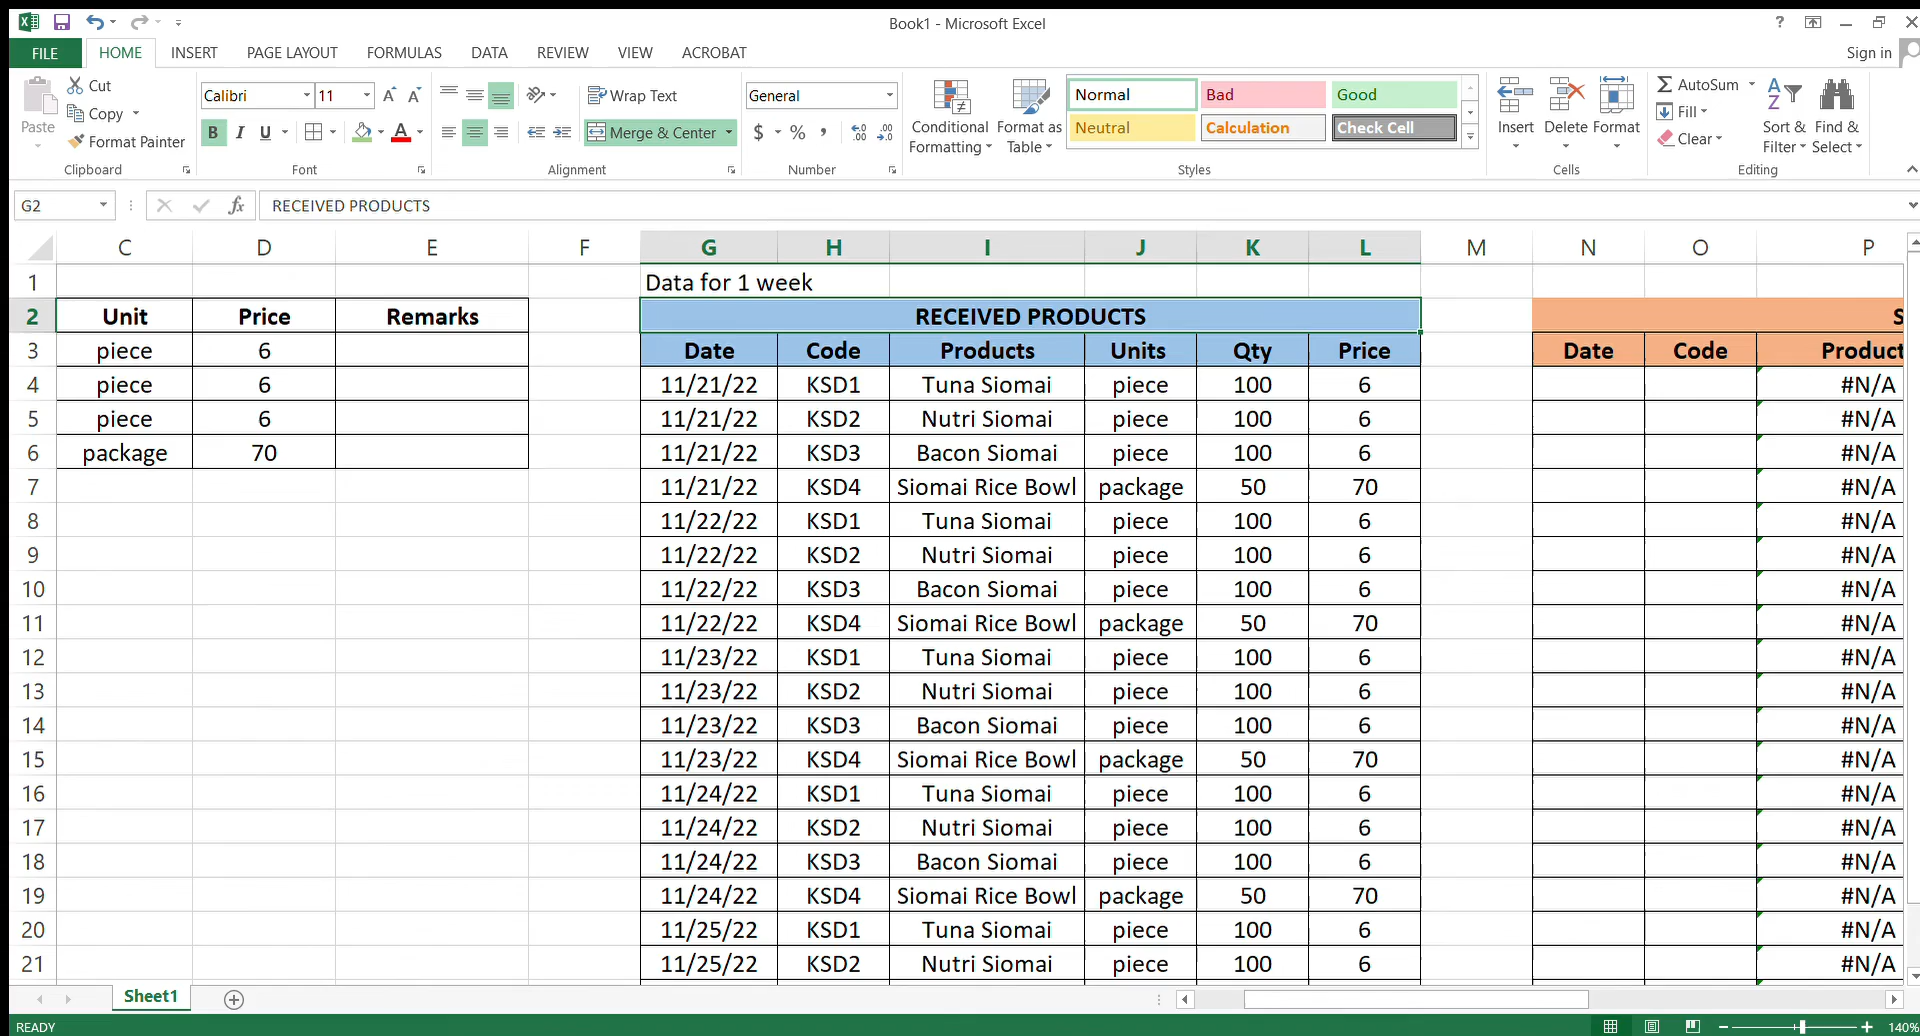 Book1 - Microsoft Excel
?
FILE HOME INSERT PAGE LAYOUT FORMULAS DATA REVIEW VIEW ACROBAT Sign in
Paste
Cut
Copy
Format Painter
Clipboard
Calibri 11 A A
B I U A
Font
Wrap Text
Merge & Center
Alignment
General
$ % , .00 .00
Number
Conditional Formatting
Format as Table
Normal Bad Good
Neutral Calculation Check Cell
Styles
Insert Delete Format
Cells
AutoSum
Fill
Clear
Sort & Filter
Find & Select
Editing
G2 fx RECEIVED PRODUCTS
C D E F G H I J K L M N O P
1 Data for 1 week
2 Unit Price Remarks RECEIVED PRODUCTS S
3 piece 6 Date Code Products Units Qty Price Date Code Product
4 piece 6 11/21/22 KSD1 Tuna Siomai piece 100 6 #N/A
5 piece 6 11/21/22 KSD2 Nutri Siomai piece 100 6 #N/A
6 package 70 11/21/22 KSD3 Bacon Siomai piece 100 6 #N/A
7 11/21/22 KSD4 Siomai Rice Bowl package 50 70 #N/A
8 11/22/22 KSD1 Tuna Siomai piece 100 6 #N/A
9 11/22/22 KSD2 Nutri Siomai piece 100 6 #N/A
10 11/22/22 KSD3 Bacon Siomai piece 100 6 #N/A
11 11/22/22 KSD4 Siomai Rice Bowl package 50 70 #N/A
12 11/23/22 KSD1 Tuna Siomai piece 100 6 #N/A
13 11/23/22 KSD2 Nutri Siomai piece 100 6 #N/A
14 11/23/22 KSD3 Bacon Siomai piece 100 6 #N/A
15 11/23/22 KSD4 Siomai Rice Bowl package 50 70 #N/A
16 11/24/22 KSD1 Tuna Siomai piece 100 6 #N/A
17 11/24/22 KSD2 Nutri Siomai piece 100 6 #N/A
18 11/24/22 KSD3 Bacon Siomai piece 100 6 #N/A
19 11/24/22 KSD4 Siomai Rice Bowl package 50 70 #N/A
20 11/25/22 KSD1 Tuna Siomai piece 100 6 #N/A
21 11/25/22 KSD2 Nutri Siomai piece 100 6 #N/A
Sheet1
READY 140%